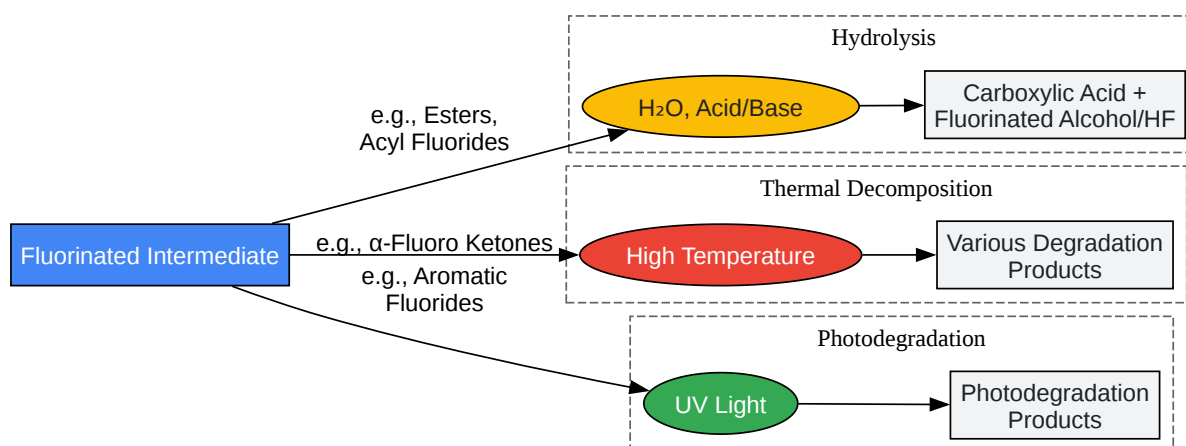 Hydrolysis
e.g., Esters,
Acyl Fluorides
H₂O, Acid/Base
Carboxylic Acid +
Fluorinated Alcohol/HF
Thermal Decomposition
Fluorinated Intermediate
e.g., α-Fluoro Ketones
High Temperature
Various Degradation
Products
e.g., Aromatic
Fluorides
Photodegradation
UV Light
Photodegradation
Products